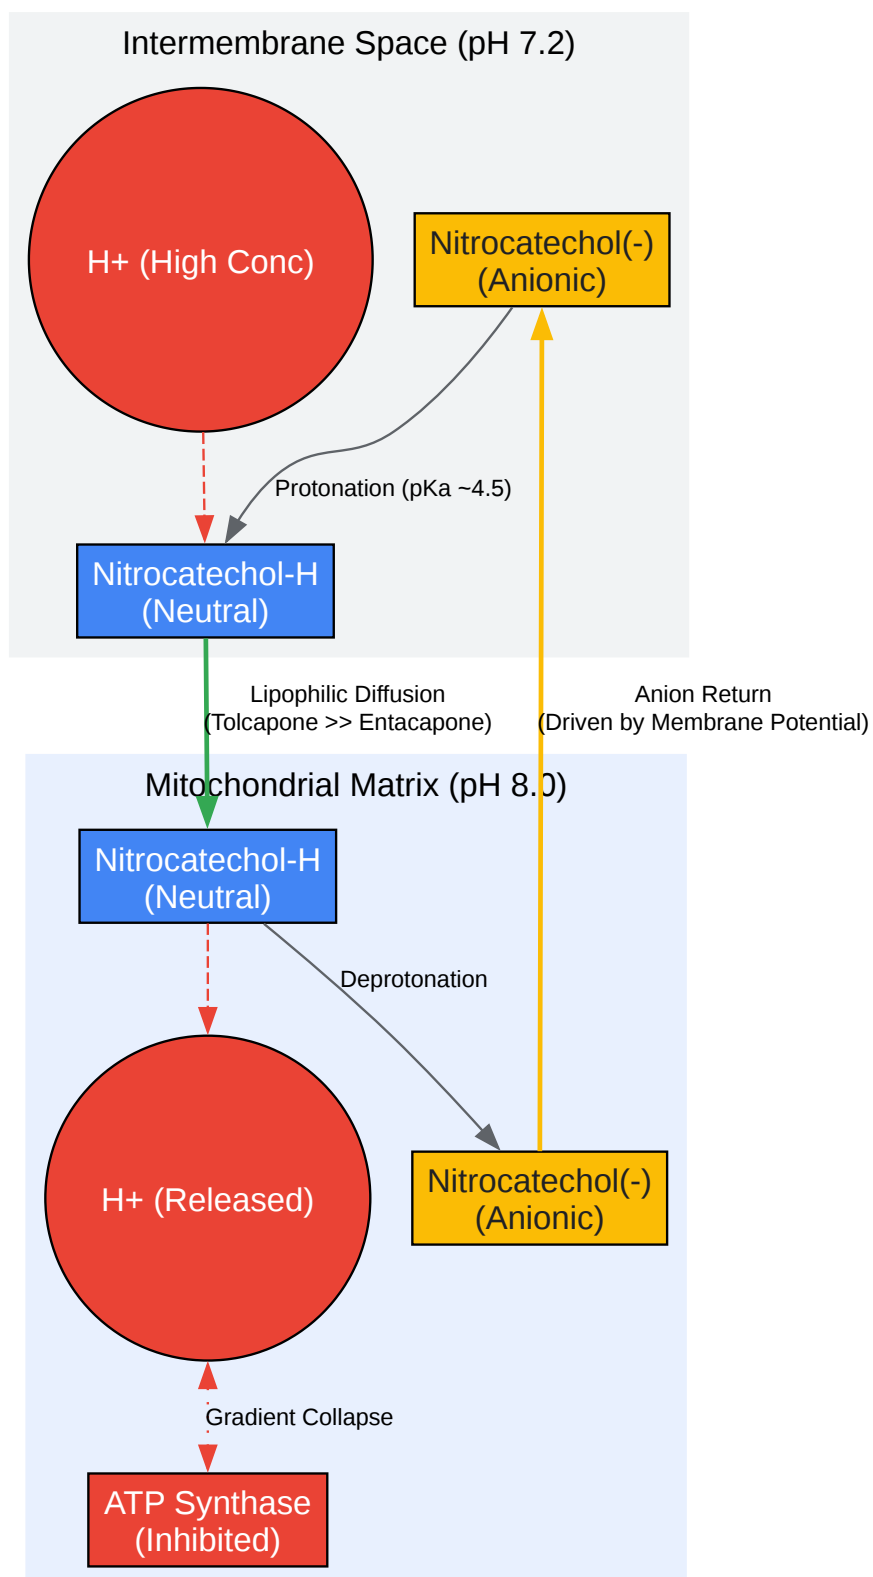 Intermembrane Space (pH 7.2)
H+ (High Conc)
Nitrocatechol(-)
(Anionic)
Protonation (pKa ~4.5)
Nitrocatechol-H
(Neutral)
Lipophilic Diffusion
(Tolcapone >> Entacapone)
Anion Return
(Driven by Membrane Potential)
Mitochondrial Matrix (pH 8.0)
Nitrocatechol-H
(Neutral)
Deprotonation
H+ (Released)
Nitrocatechol(-)
(Anionic)
Gradient Collapse
ATP Synthase
(Inhibited)